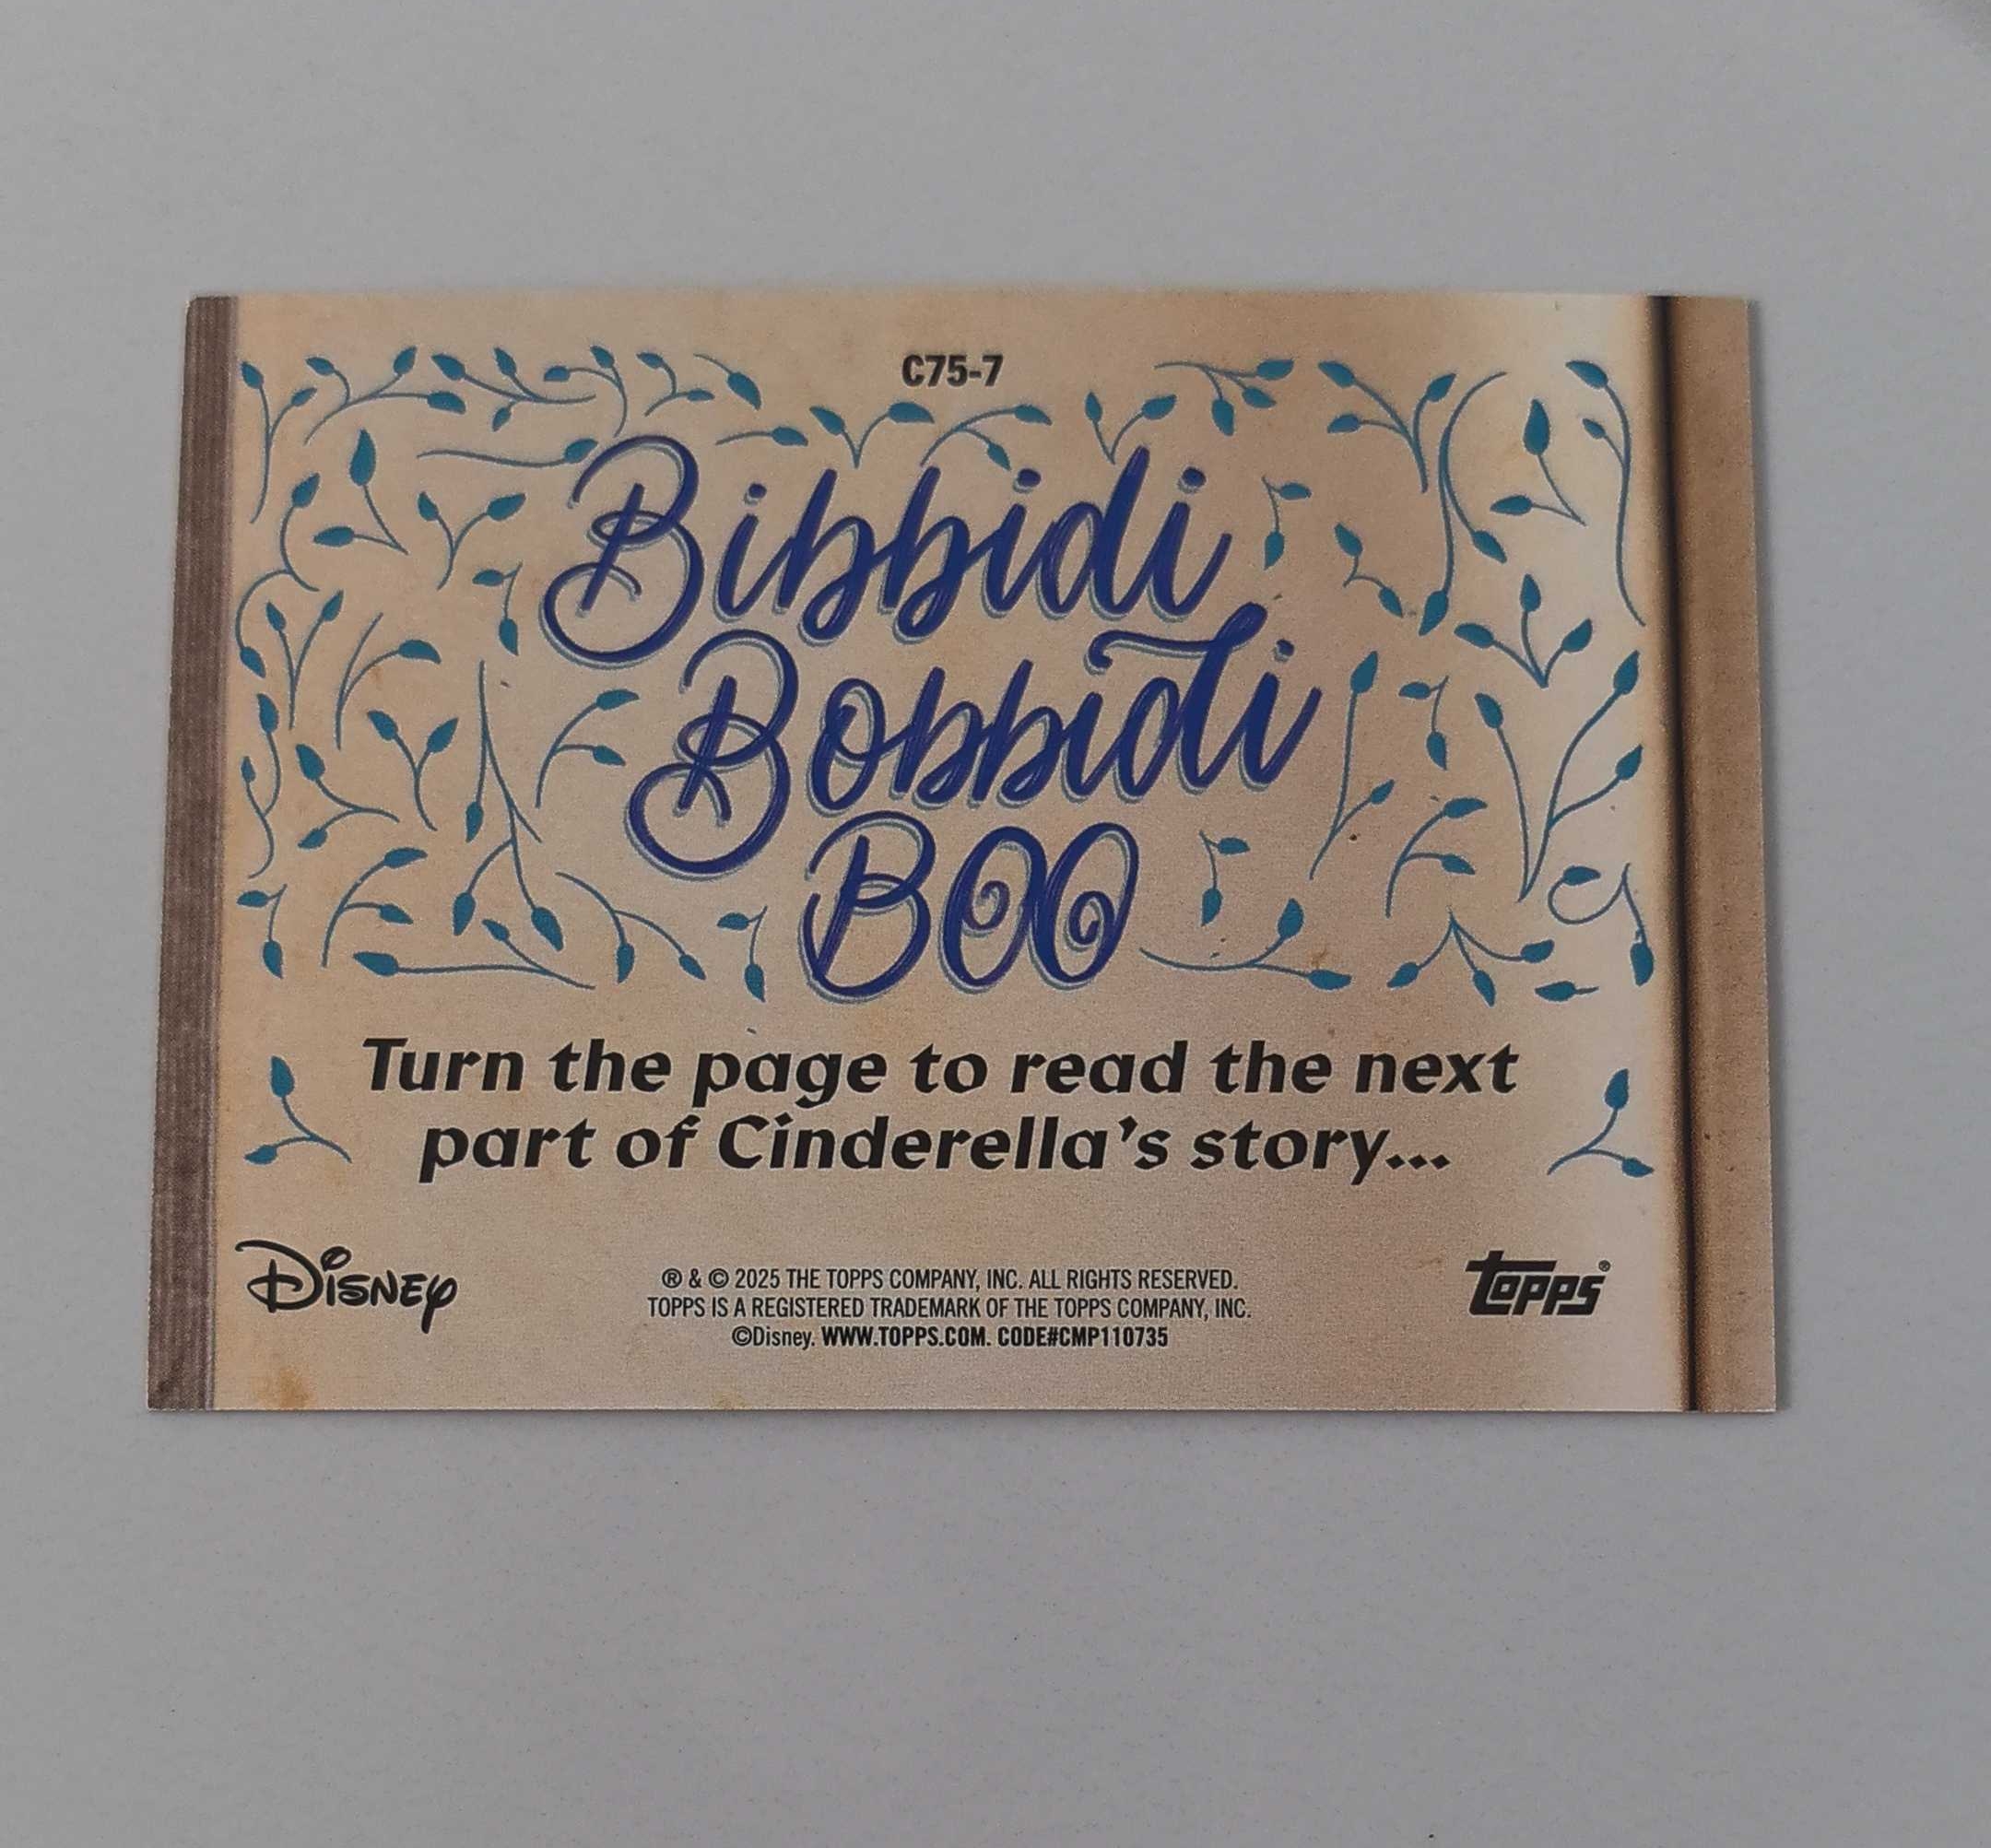 C75-7
Bibbidi
Bobbidi
BOO
Turn the page to read the next
part of Cinderella's story...
Disney
® & © 2025 THE TOPPS COMPANY, INC. ALL RIGHTS RESERVED.
TOPPS IS A REGISTERED TRADEMARK OF THE TOPPS COMPANY, INC.
©Disney. WWW.TOPPS.COM. CODE#CMP110735
topps®